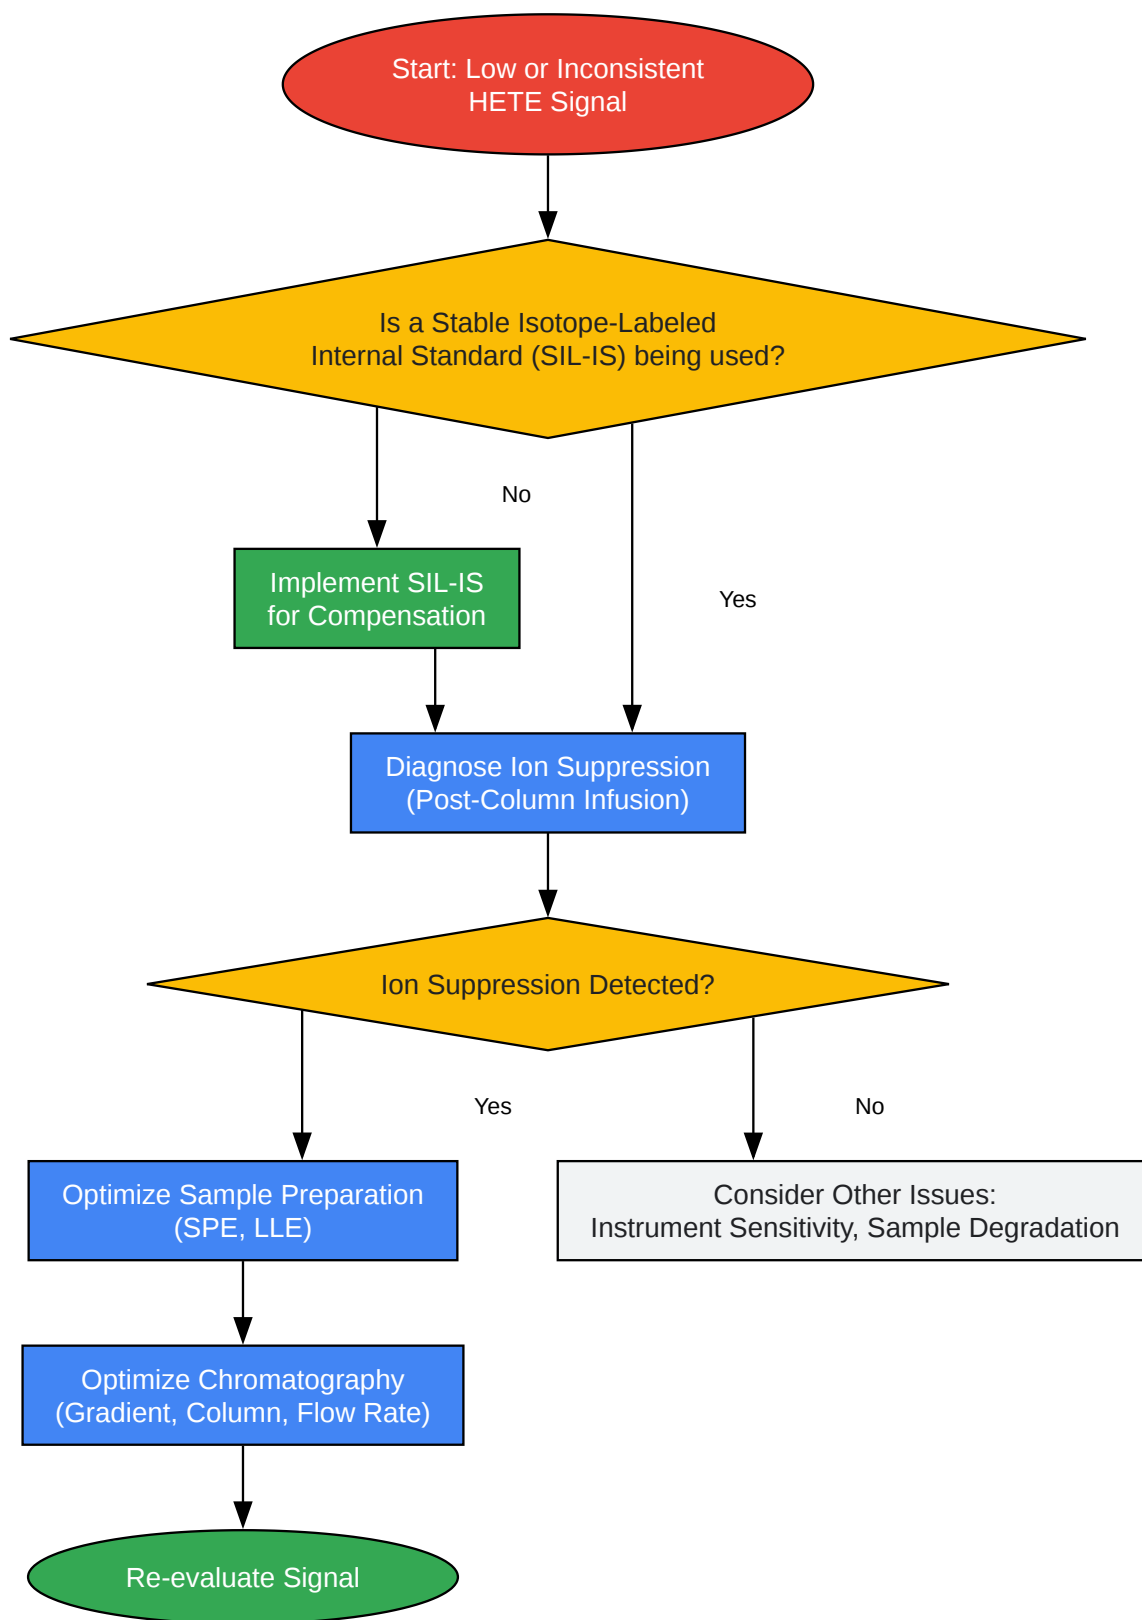 Start: Low or Inconsistent
HETE Signal
Is a Stable Isotope-Labeled
Internal Standard (SIL-IS) being used?
No
Implement SIL-IS
for Compensation
Yes
Diagnose Ion Suppression
(Post-Column Infusion)
Ion Suppression Detected?
Yes
No
Optimize Sample Preparation
(SPE, LLE)
Consider Other Issues:
Instrument Sensitivity, Sample Degradation
Optimize Chromatography
(Gradient, Column, Flow Rate)
Re-evaluate Signal